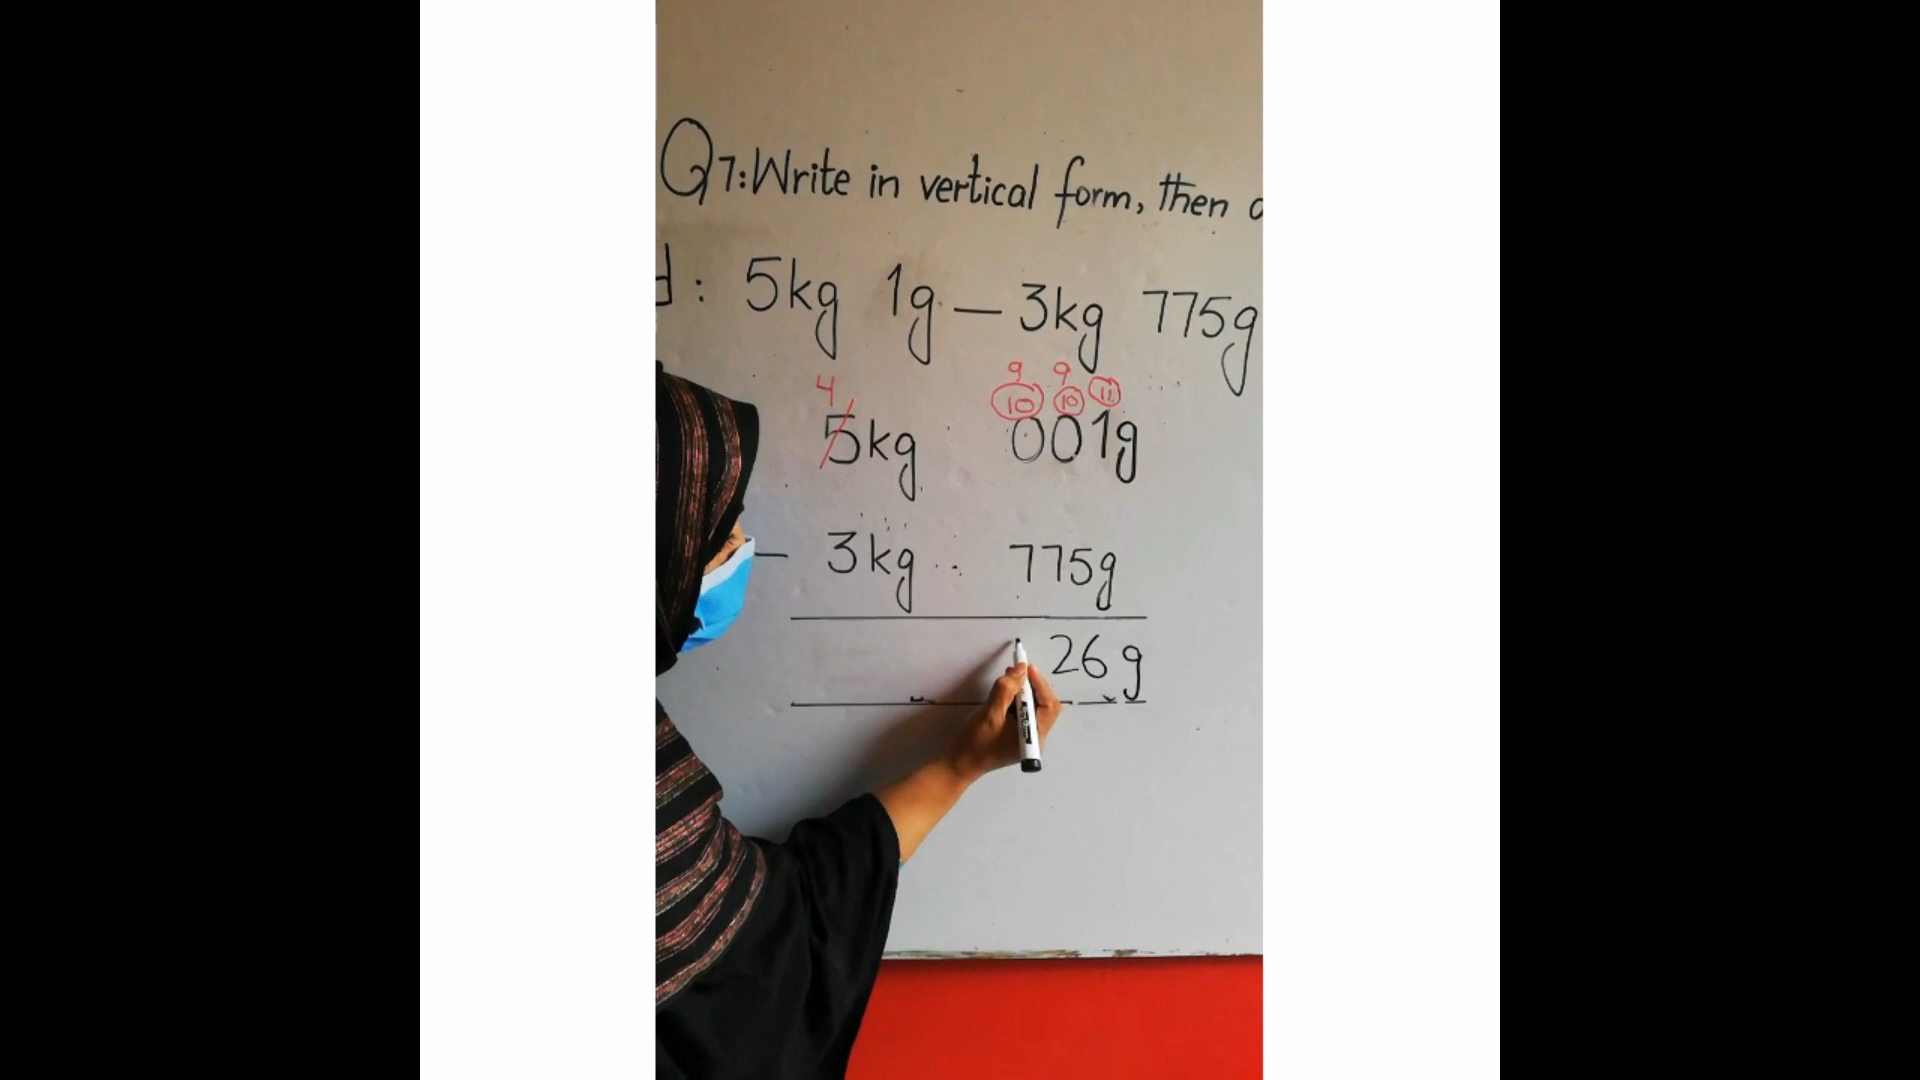 Q7: Write in vertical form, then
d: 5kg 1g — 3kg 775g
9 9
4 10 10 11
5kg 001g
— 3kg 775g
26g